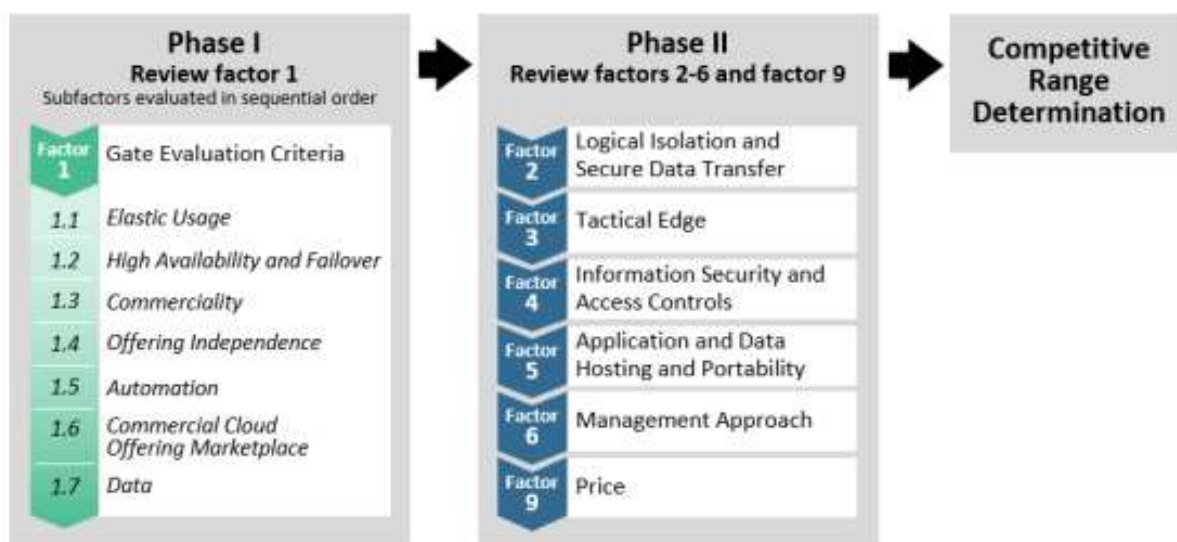 Phase I
Review factor 1
Subfactors evaluated in sequential order
Factor
1
Gate Evaluation Criteria
1.1
Elastic Usage
1.2
High Availability and Failover
1.3
Commerciality
1.4
Offering Independence
1.5
Automation
1.6
Commercial Cloud
Offering Marketplace
1.7
Data
Phase II
Review factors 2-6 and factor 9
Factor
2
Logical Isolation and
Secure Data Transfer
Factor
3
Tactical Edge
Factor
4
Information Security and
Access Controls
Factor
5
Application and Data
Hosting and Portability
Factor
6
Management Approach
Factor
9
Price
Competitive
Range
Determination